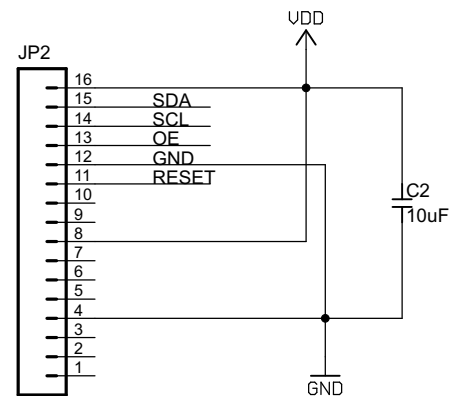 VDD
JP2
16
15 SDA
14 SCL
13 OE
12 GND
11 RESET
10
9
8
7
6
5
4
3
2
1
C2
10uF
GND